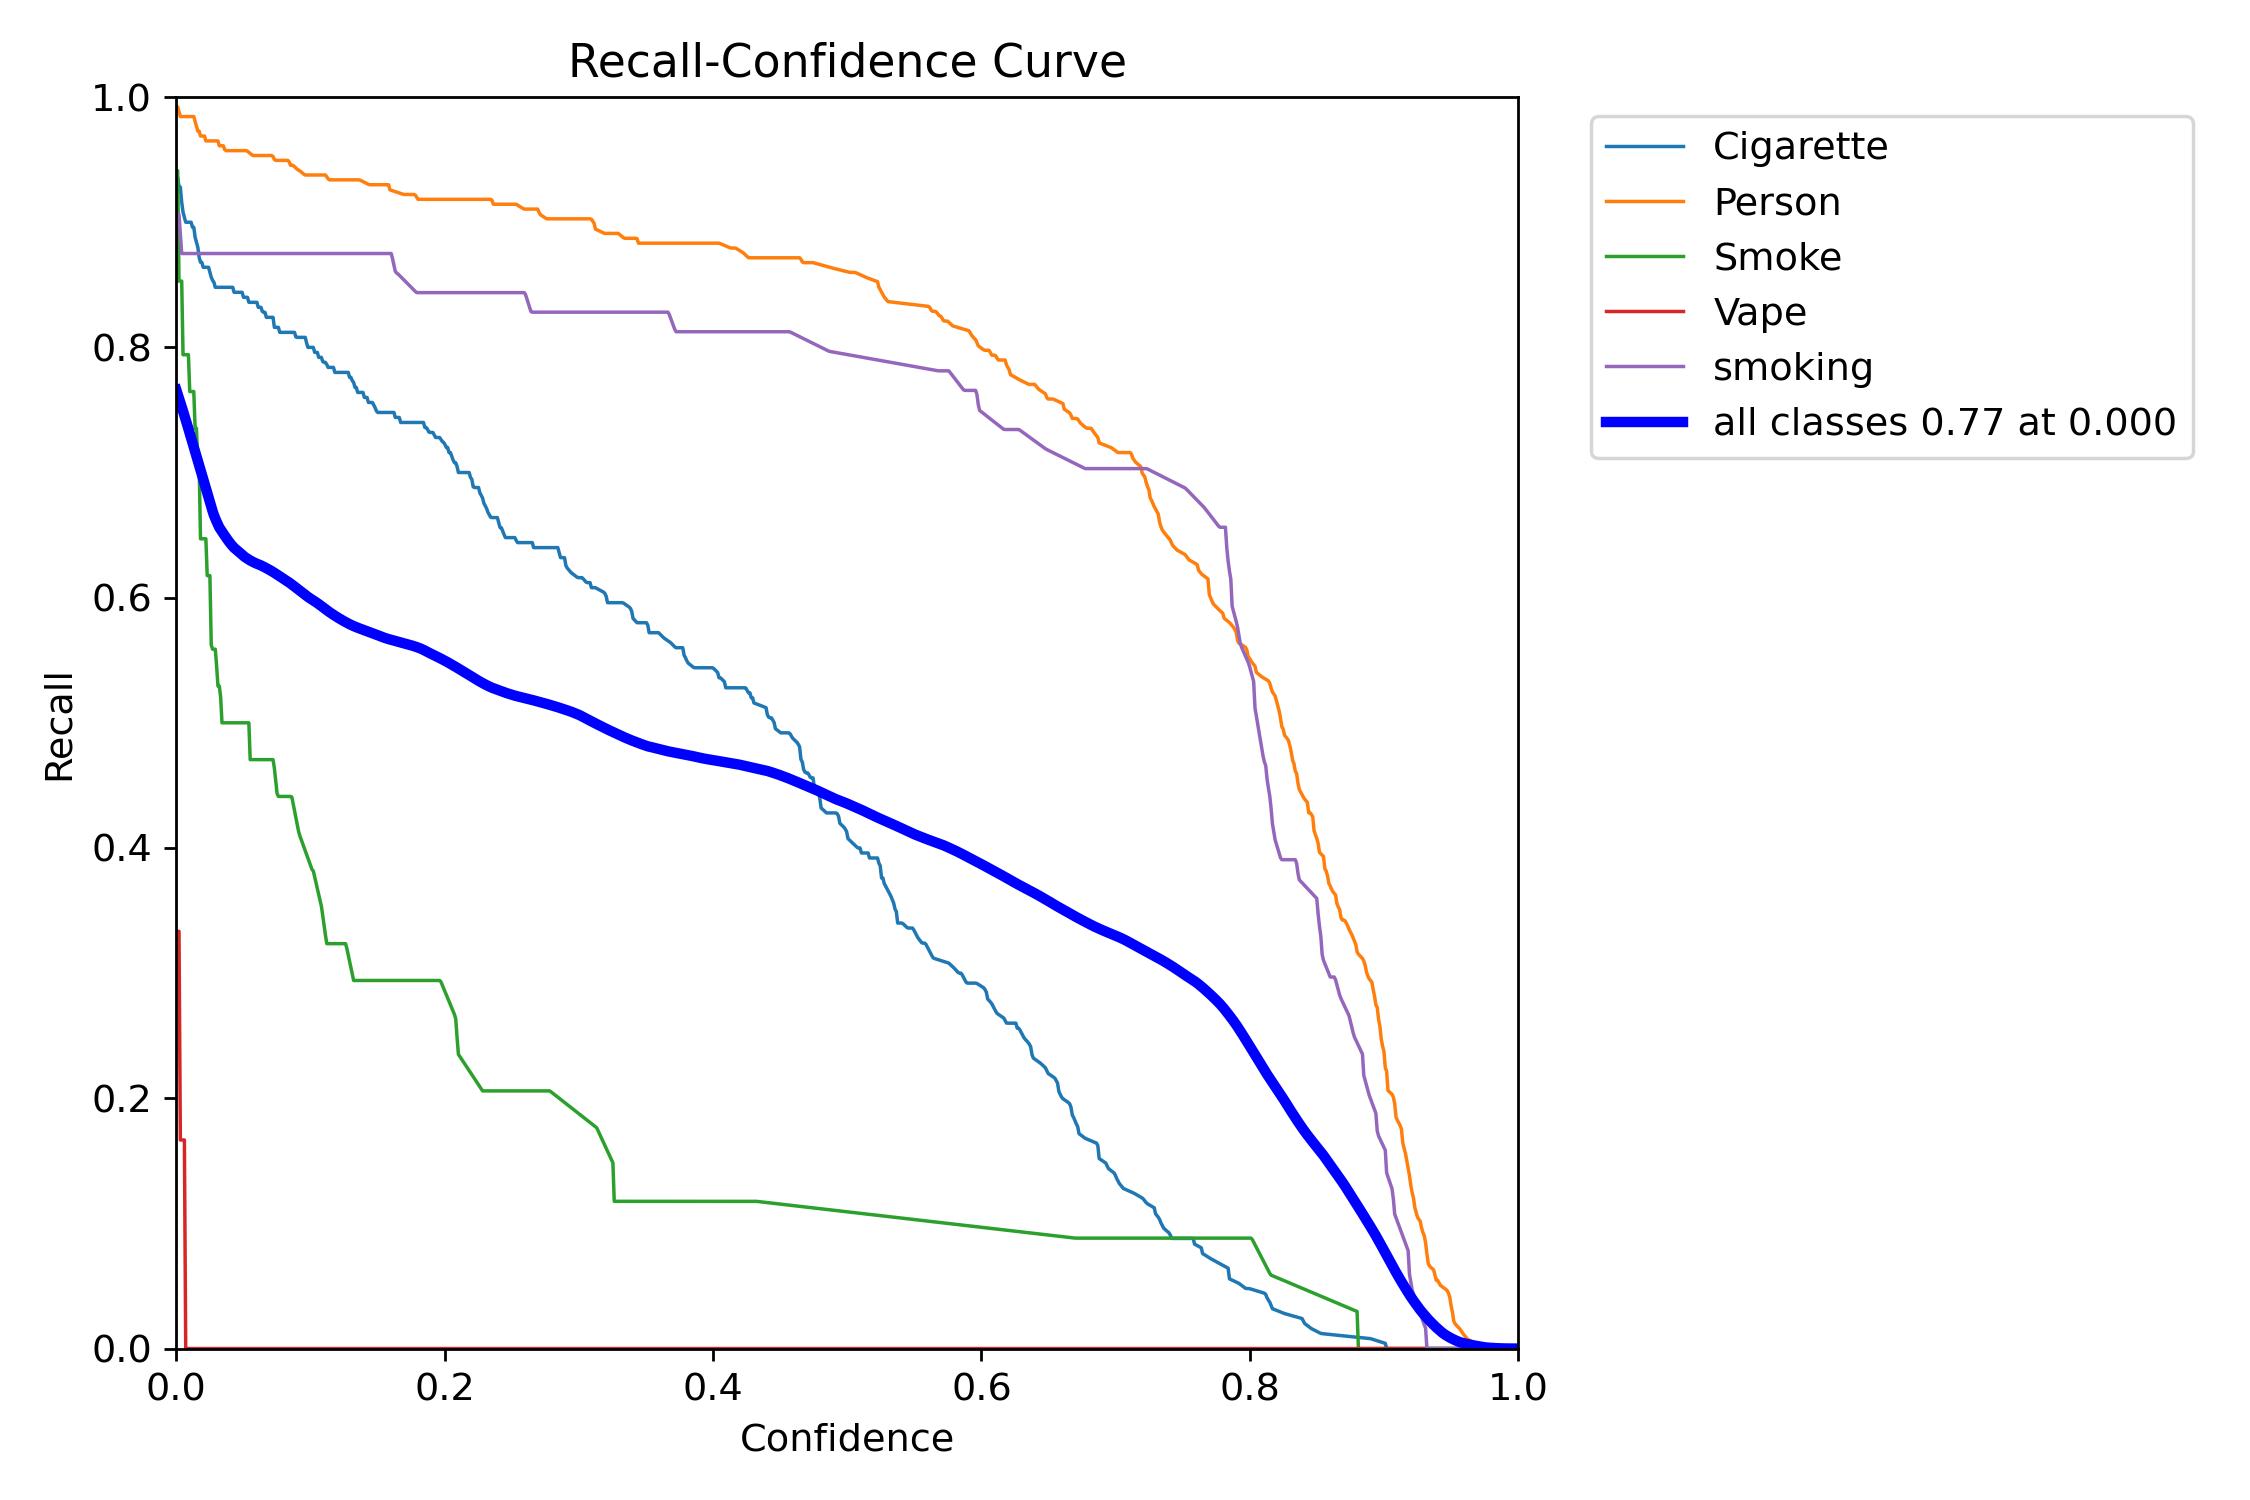 Recall-Confidence Curve
1.0
0.8
0.6
0.4
0.2
0.0
Recall
0.0 0.2 0.4 0.6 0.8 1.0
Confidence
Cigarette
Person
Smoke
Vape
smoking
all classes 0.77 at 0.000